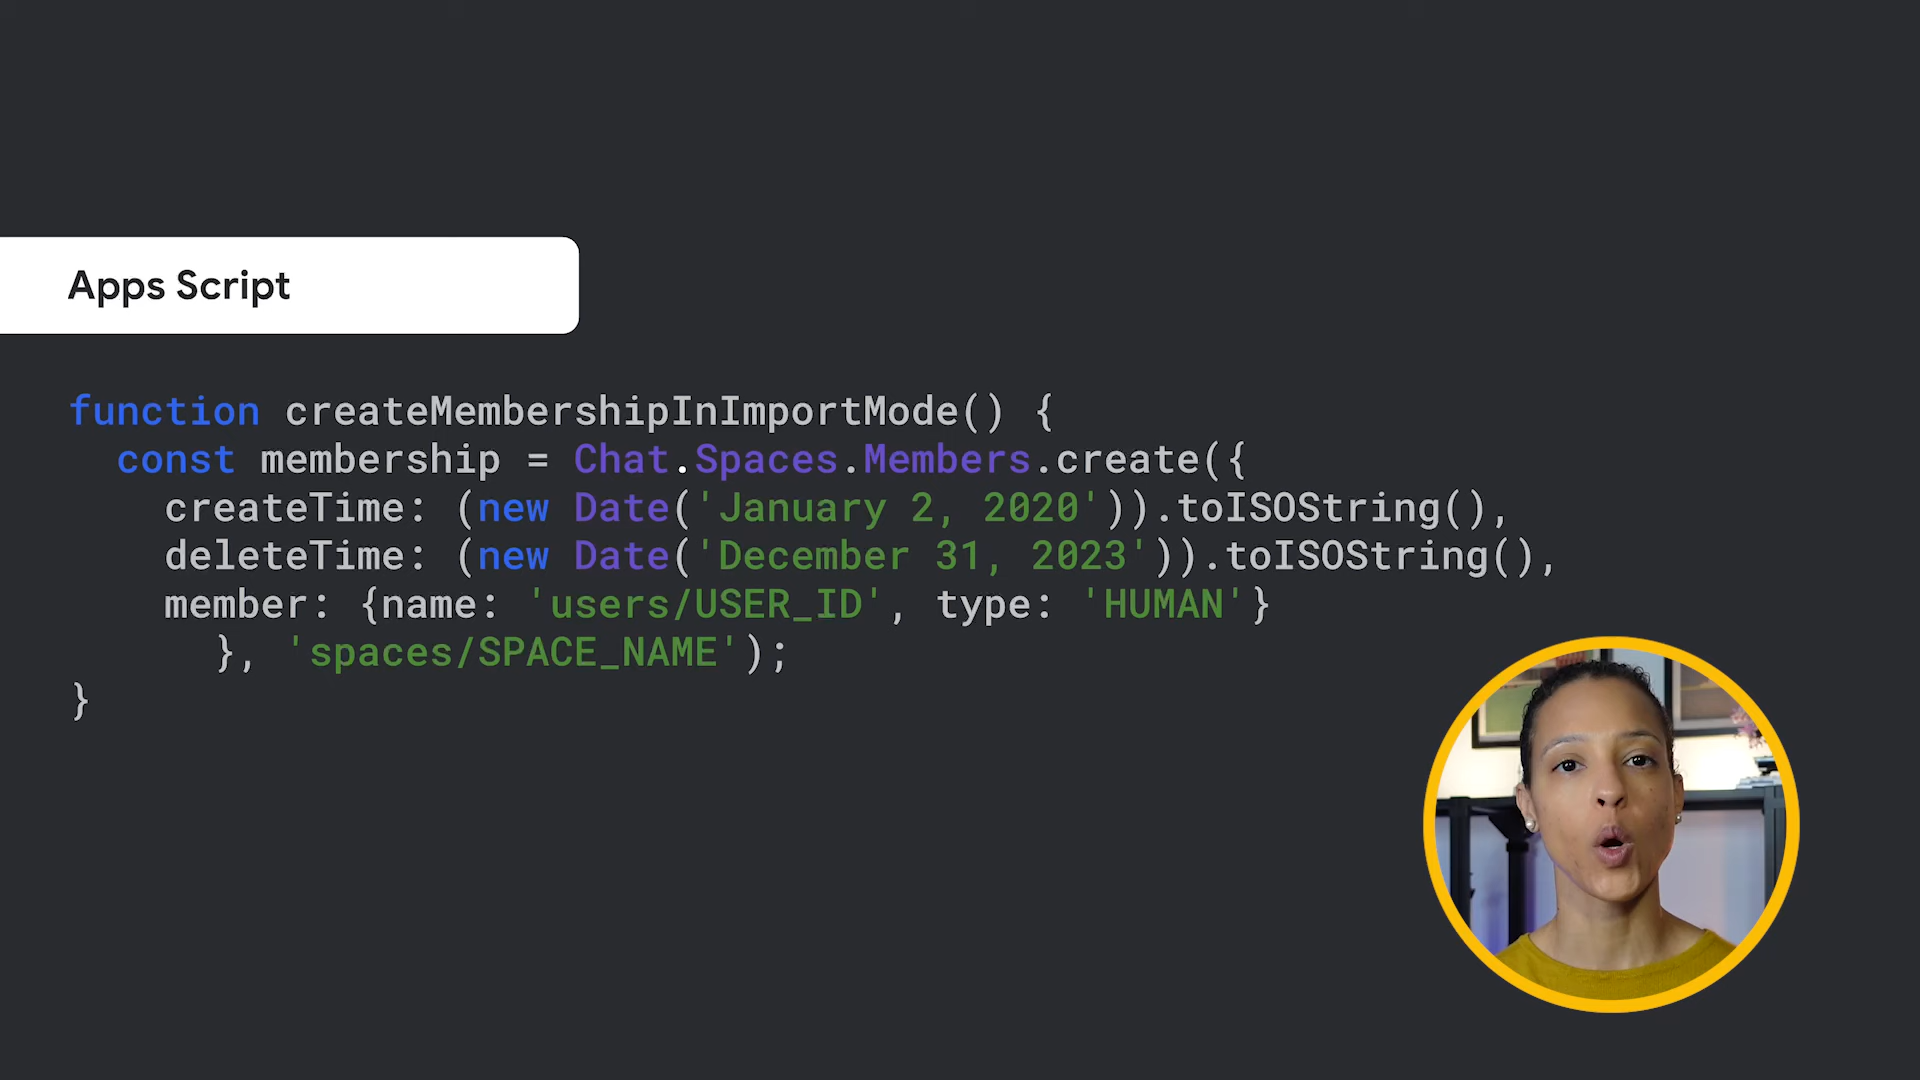 Apps Script
function createMembershipInImportMode() {
const membership = Chat.Spaces.Members.create({
createTime: (new Date('January 2, 2020')).toISOString(),
deleteTime: (new Date('December 31, 2023')).toISOString(),
member: {name: 'users/USER_ID', type: 'HUMAN'}
}, 'spaces/SPACE_NAME');
}